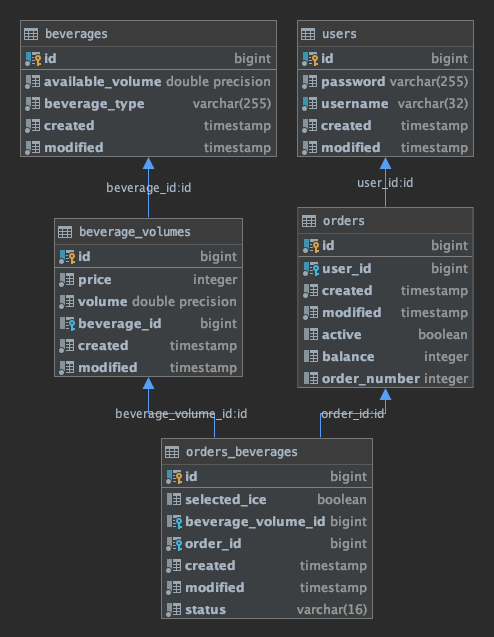 beverages
id bigint
available_volume double precision
beverage_type varchar(255)
created timestamp
modified timestamp
users
id bigint
password varchar(255)
username varchar(32)
created timestamp
modified timestamp
beverage_id:id
user_id:id
beverage_volumes
id bigint
price integer
volume double precision
beverage_id bigint
created timestamp
modified timestamp
orders
id bigint
user_id bigint
created timestamp
modified timestamp
active boolean
balance integer
order_number integer
beverage_volume_id:id
order_id:id
orders_beverages
id bigint
selected_ice boolean
beverage_volume_id bigint
order_id bigint
created timestamp
modified timestamp
status varchar(16)